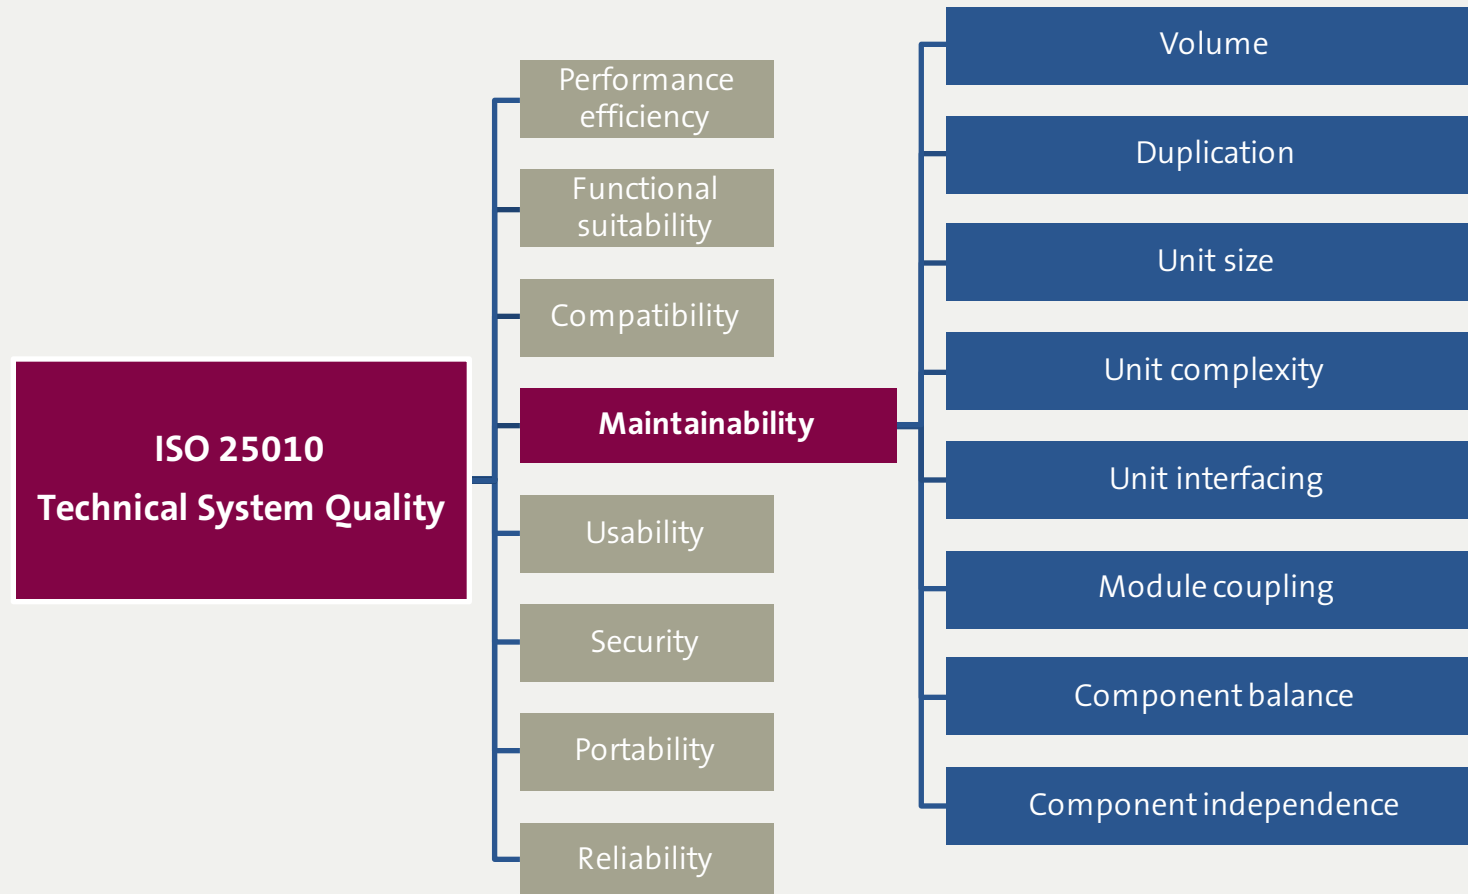 ISO 25010
Technical System Quality
Performance
efficiency
Functional
suitability
Compatibility
Maintainability
Usability
Security
Portability
Reliability
Volume
Duplication
Unit size
Unit complexity
Unit interfacing
Module coupling
Component balance
Component independence